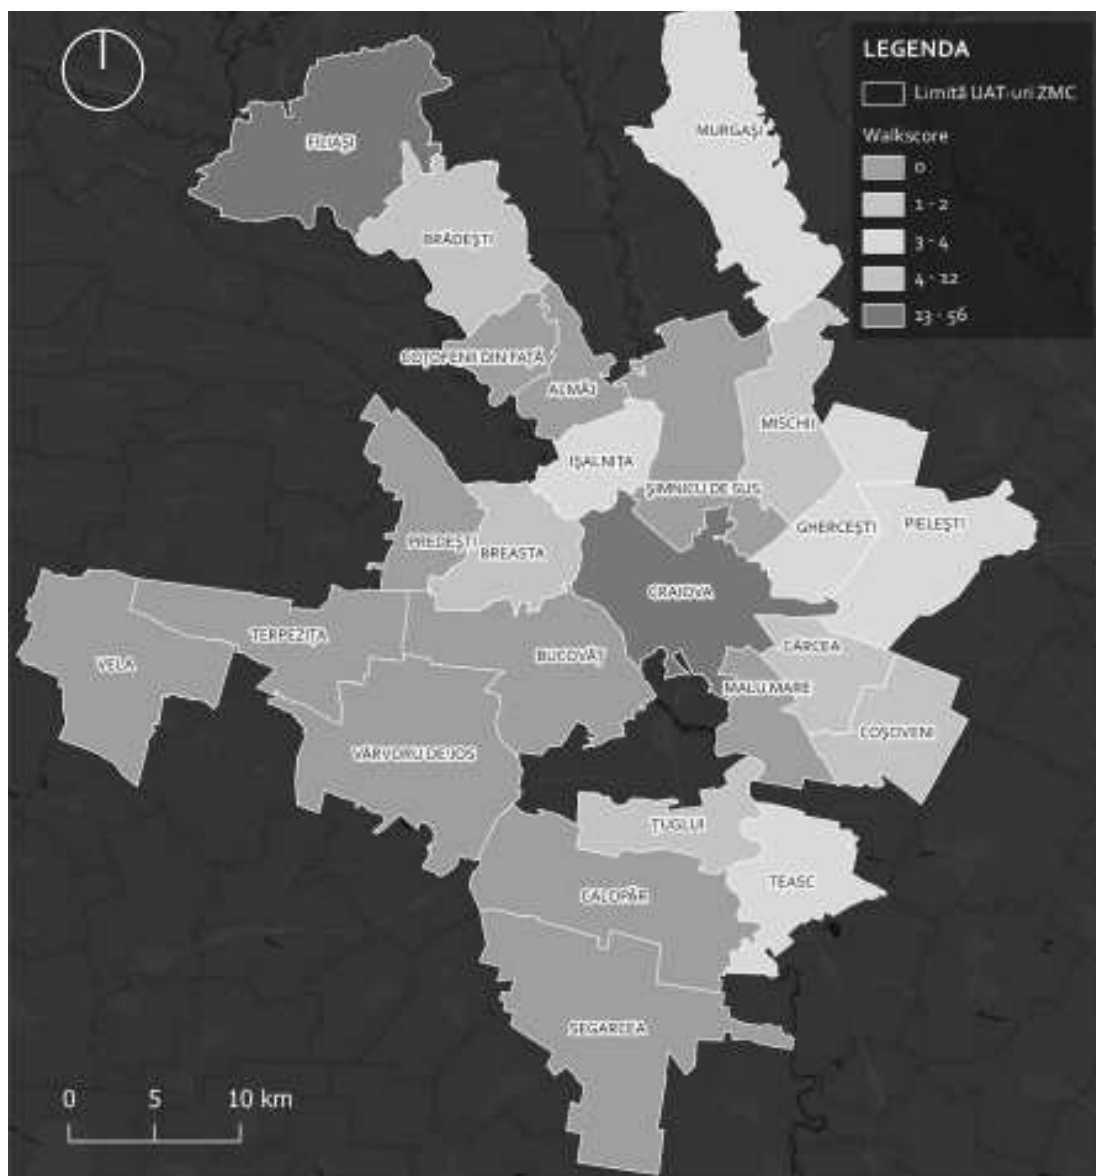 LEGENDA
Limită UAT-uri ZMC
Walkscore
0
1 - 2
3 - 4
4 - 12
13 - 56
MURGAȘI
FILIAȘI
BRĂDEȘTI
COȚOFENII DIN FAȚĂ
ALMĂJ
MISCHII
IȘALNIȚA
ȘIMNICU DE SUS
GHERCEȘTI
PIELEȘTI
PREDEȘTI
BREASTA
CRAIOVA
TERPEZIȚA
CÂRCEA
BUCOVĂȚ
VELA
MALU MARE
COȘOVENI
VÂRVORU DE JOS
ȚUGLUI
TEASC
CALOPĂR
SEGARCEA
0 5 10 km